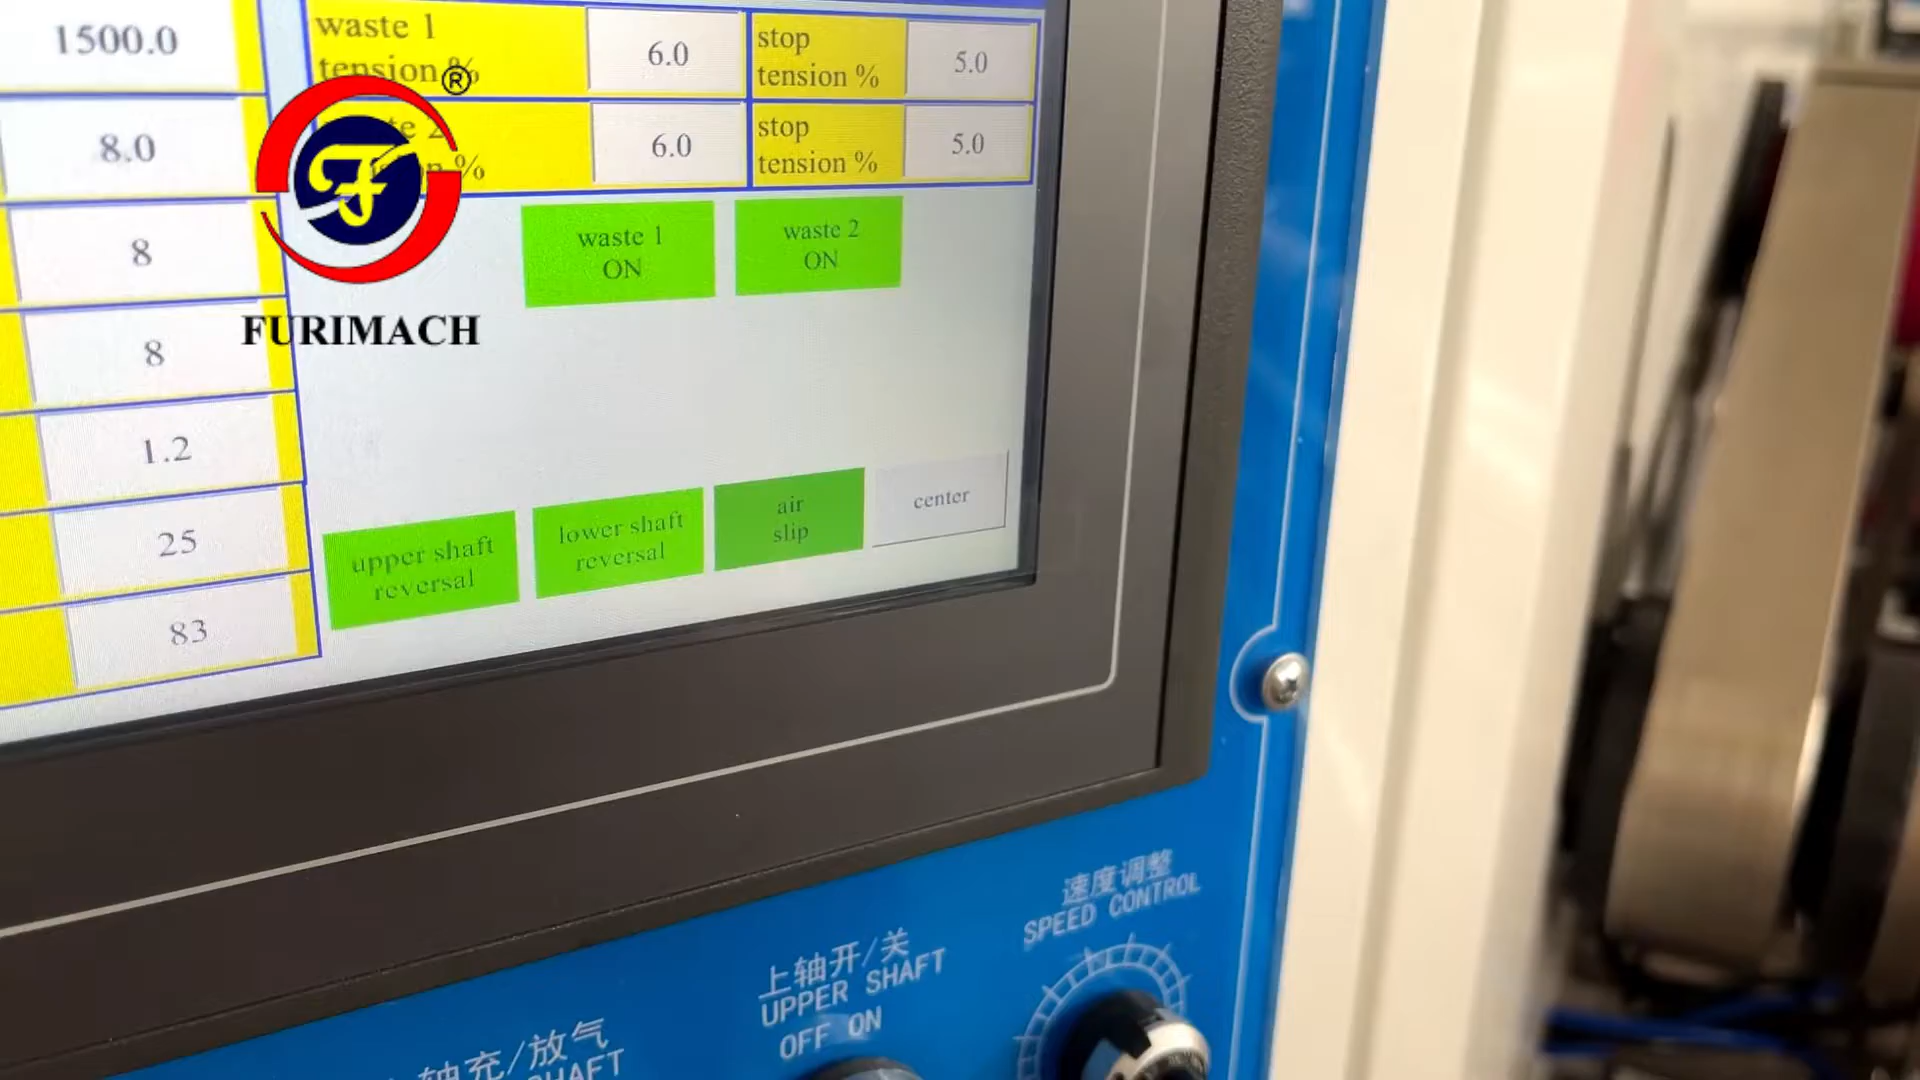 1500.0
8.0
8
8
1.2
25
83
waste 1
tension %
6.0
stop
tension %
5.0
6.0
stop
tension %
5.0
®
FURIMACH
waste 1
ON
waste 2
ON
upper shaft
reversal
lower shaft
reversal
air
slip
center
速度调整
SPEED CONTROL
上轴开/关
UPPER SHAFT
OFF ON
轴充/放气
SHAFT